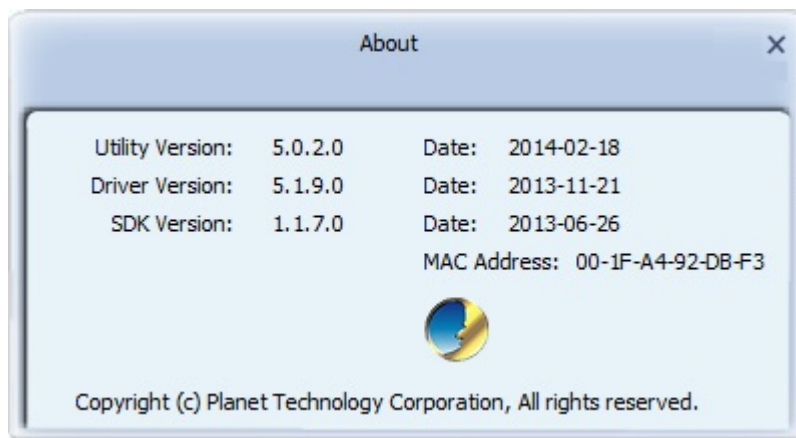 About
Utility Version: 5.0.2.0 Date: 2014-02-18
Driver Version: 5.1.9.0 Date: 2013-11-21
SDK Version: 1.1.7.0 Date: 2013-06-26
MAC Address: 00-1F-A4-92-DB-F3
Copyright (c) Planet Technology Corporation, All rights reserved.